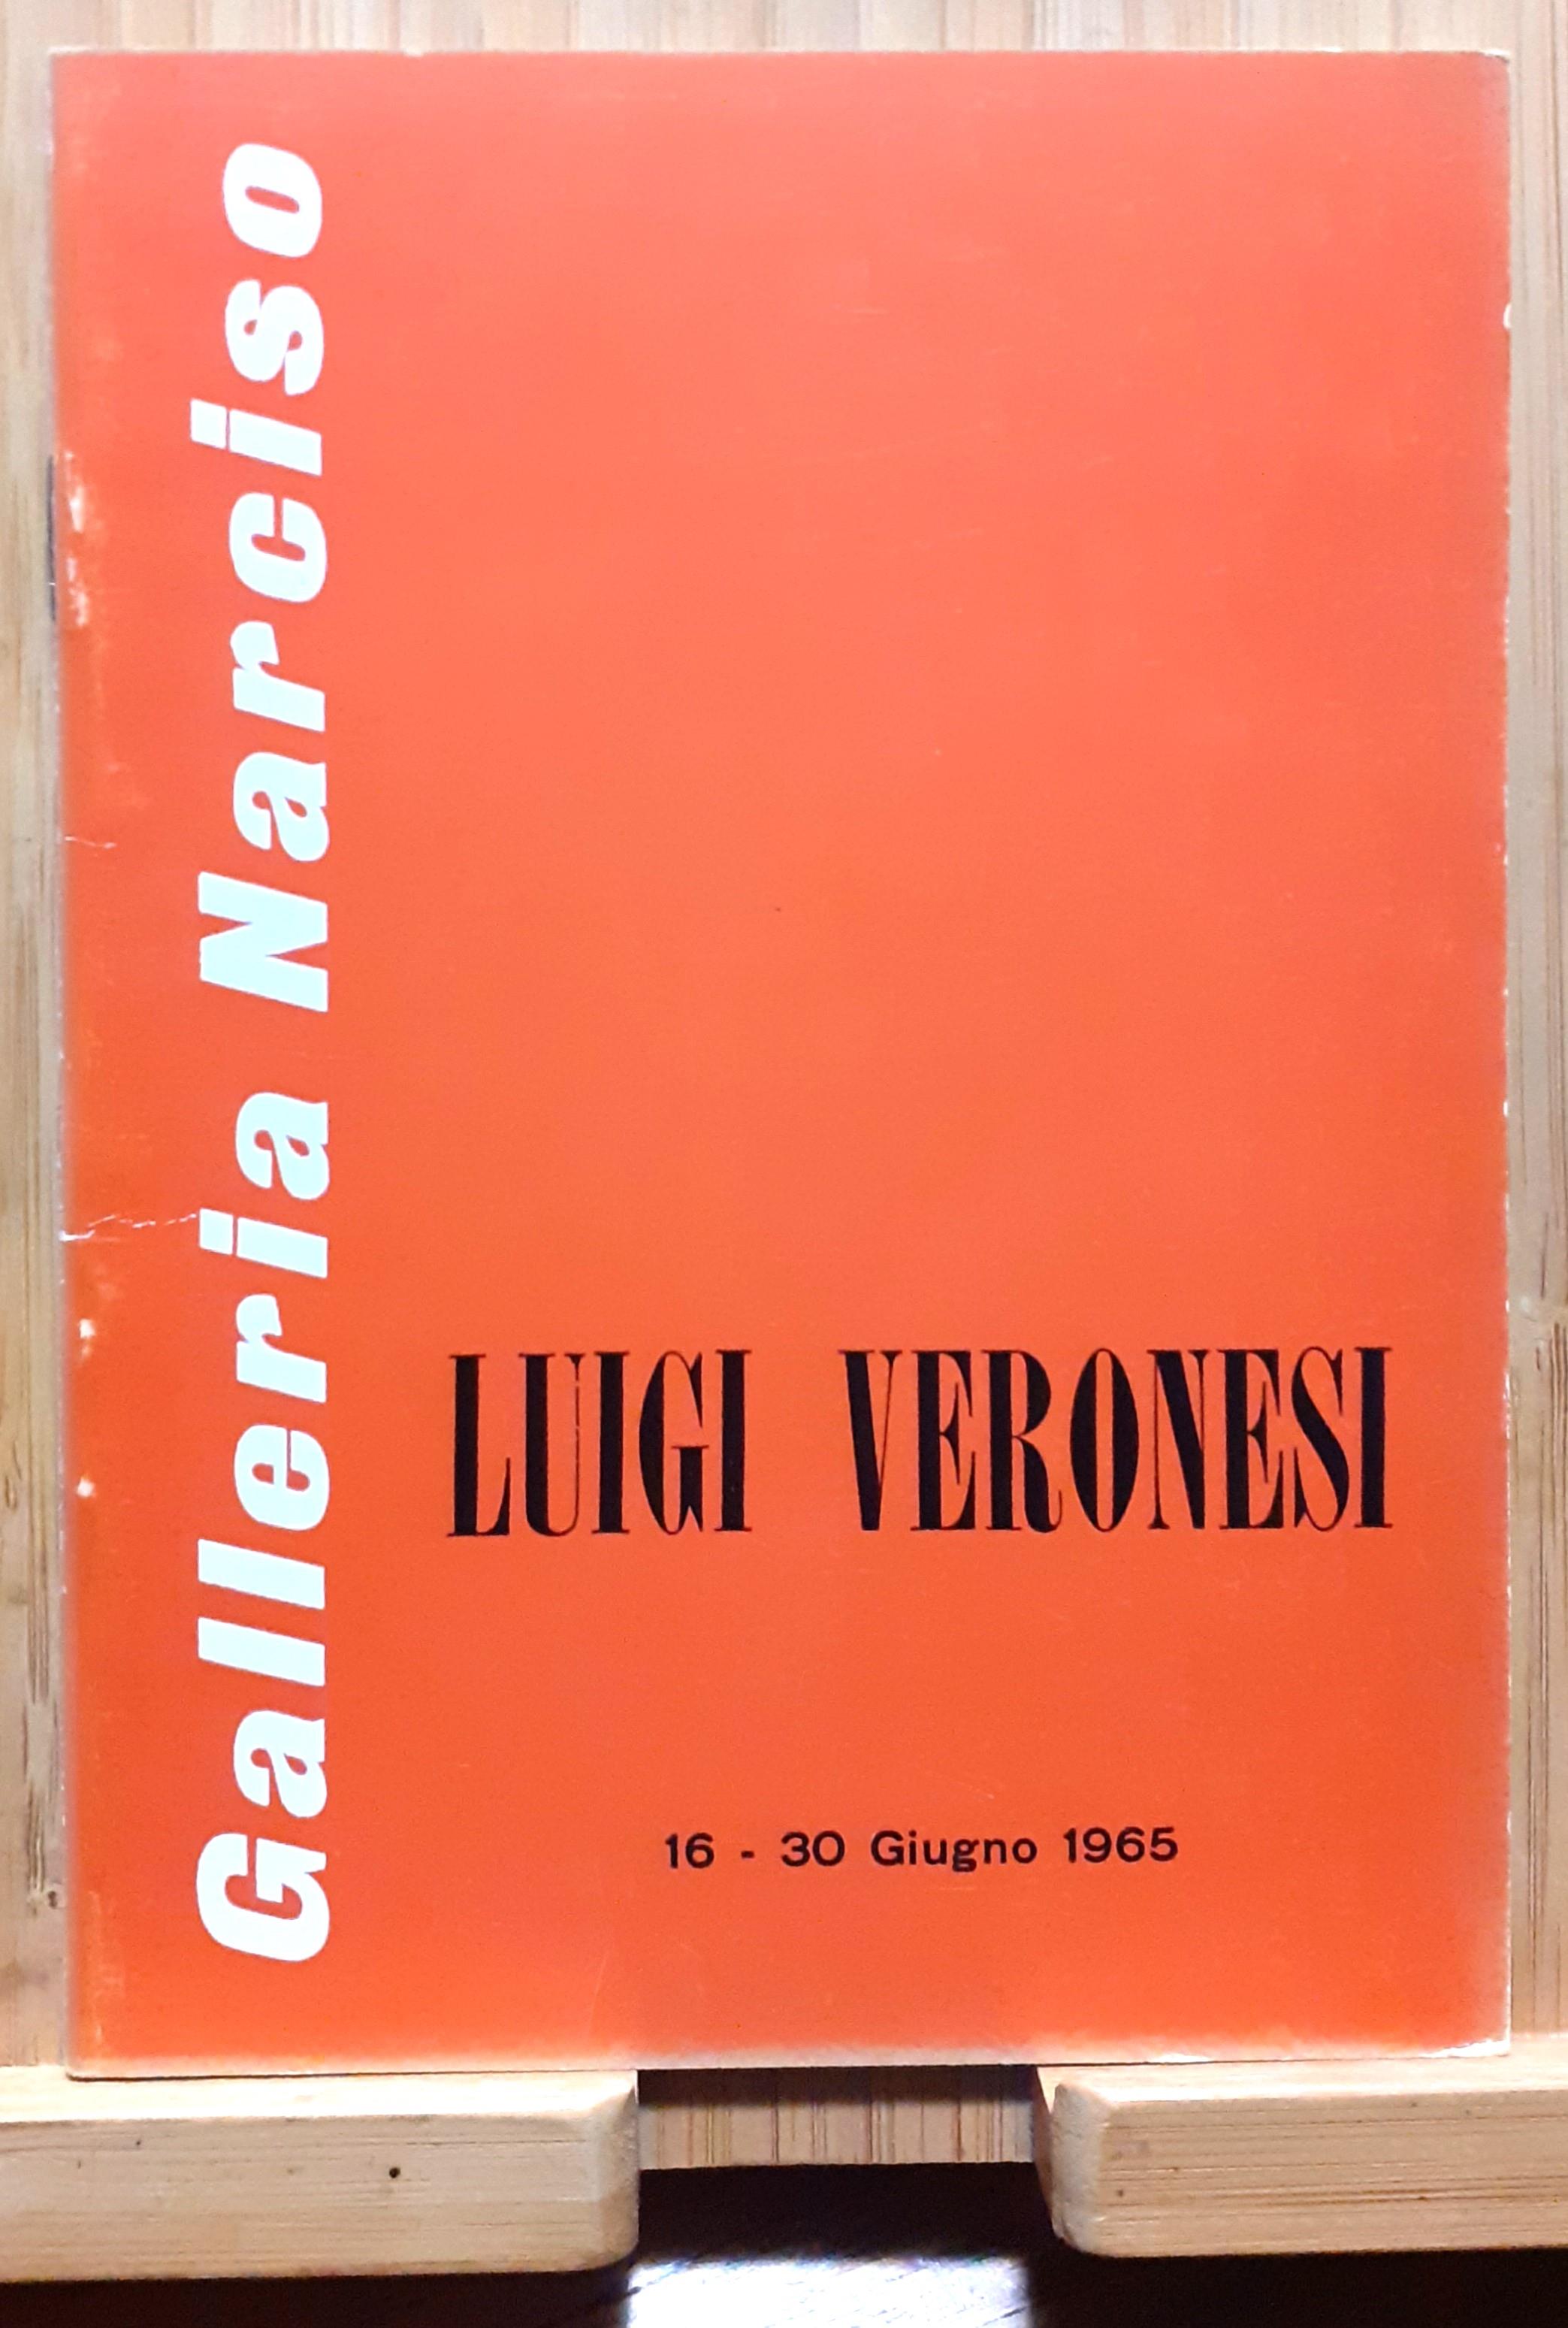 Galleria Narciso
LUIGI VERONESI
16 - 30 Giugno 1965